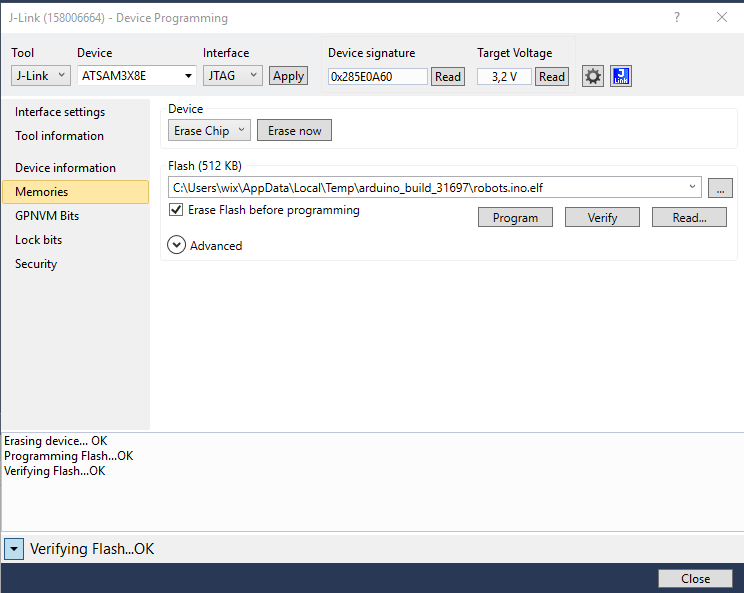 J-Link (158006664) - Device Programming
Tool Device Interface Device signature Target Voltage
J-Link ATSAM3X8E JTAG Apply 0x285E0A60 Read 3,2 V Read J Link
Interface settings
Tool information
Device information
Memories
GPNVM Bits
Lock bits
Security
Device
Erase Chip Erase now
Flash (512 KB)
C:\Users\wix\AppData\Local\Temp\arduino_build_31697\robots.ino.elf ...
Erase Flash before programming
Program Verify Read...
Advanced
Erasing device... OK
Programming Flash...OK
Verifying Flash...OK
Verifying Flash...OK
Close